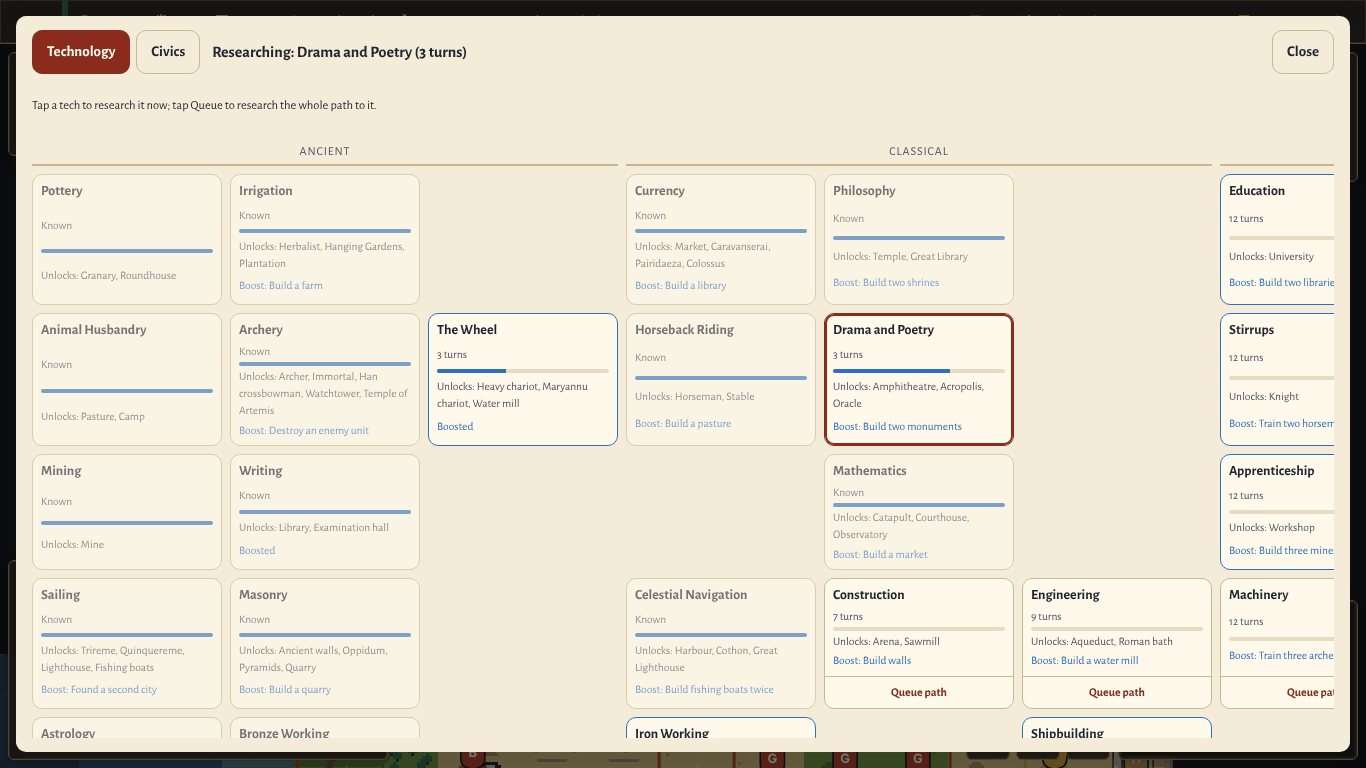 Technology
Civics
Researching: Drama and Poetry (3 turns)
Close
Tap a tech to research it now; tap Queue to research the whole path to it.
ANCIENT
CLASSICAL
Pottery
Known
Unlocks: Granary, Roundhouse
Irrigation
Known
Unlocks: Herbalist, Hanging Gardens,
Plantation
Boost: Build a farm
Currency
Known
Unlocks: Market, Caravanserai,
Pairidaeza, Colossus
Boost: Build a library
Philosophy
Known
Unlocks: Temple, Great Library
Boost: Build two shrines
Education
12 turns
Unlocks: University
Boost: Build two librarie
Animal Husbandry
Known
Unlocks: Pasture, Camp
Archery
Known
Unlocks: Archer, Immortal, Han
crossbowman, Watchtower, Temple of
Artemis
Boost: Destroy an enemy unit
The Wheel
3 turns
Unlocks: Heavy chariot, Maryannu
chariot, Water mill
Boosted
Horseback Riding
Known
Unlocks: Horseman, Stable
Boost: Build a pasture
Drama and Poetry
3 turns
Unlocks: Amphitheatre, Acropolis,
Oracle
Boost: Build two monuments
Stirrups
12 turns
Unlocks: Knight
Boost: Train two horsem
Mining
Known
Unlocks: Mine
Writing
Known
Unlocks: Library, Examination hall
Boosted
Mathematics
Known
Unlocks: Catapult, Courthouse,
Observatory
Boost: Build a market
Apprenticeship
12 turns
Unlocks: Workshop
Boost: Build three mine
Sailing
Known
Unlocks: Trireme, Quinquereme,
Lighthouse, Fishing boats
Boost: Found a second city
Masonry
Known
Unlocks: Ancient walls, Oppidum,
Pyramids, Quarry
Boost: Build a quarry
Celestial Navigation
Known
Unlocks: Harbour, Cothon, Great
Lighthouse
Boost: Build fishing boats twice
Construction
7 turns
Unlocks: Arena, Sawmill
Boost: Build walls
Queue path
Engineering
9 turns
Unlocks: Aqueduct, Roman bath
Boost: Build a water mill
Queue path
Machinery
12 turns
Boost: Train three arche
Queue pat
Astrology
Bronze Working
Iron Working
Shipbuilding
G
G
G